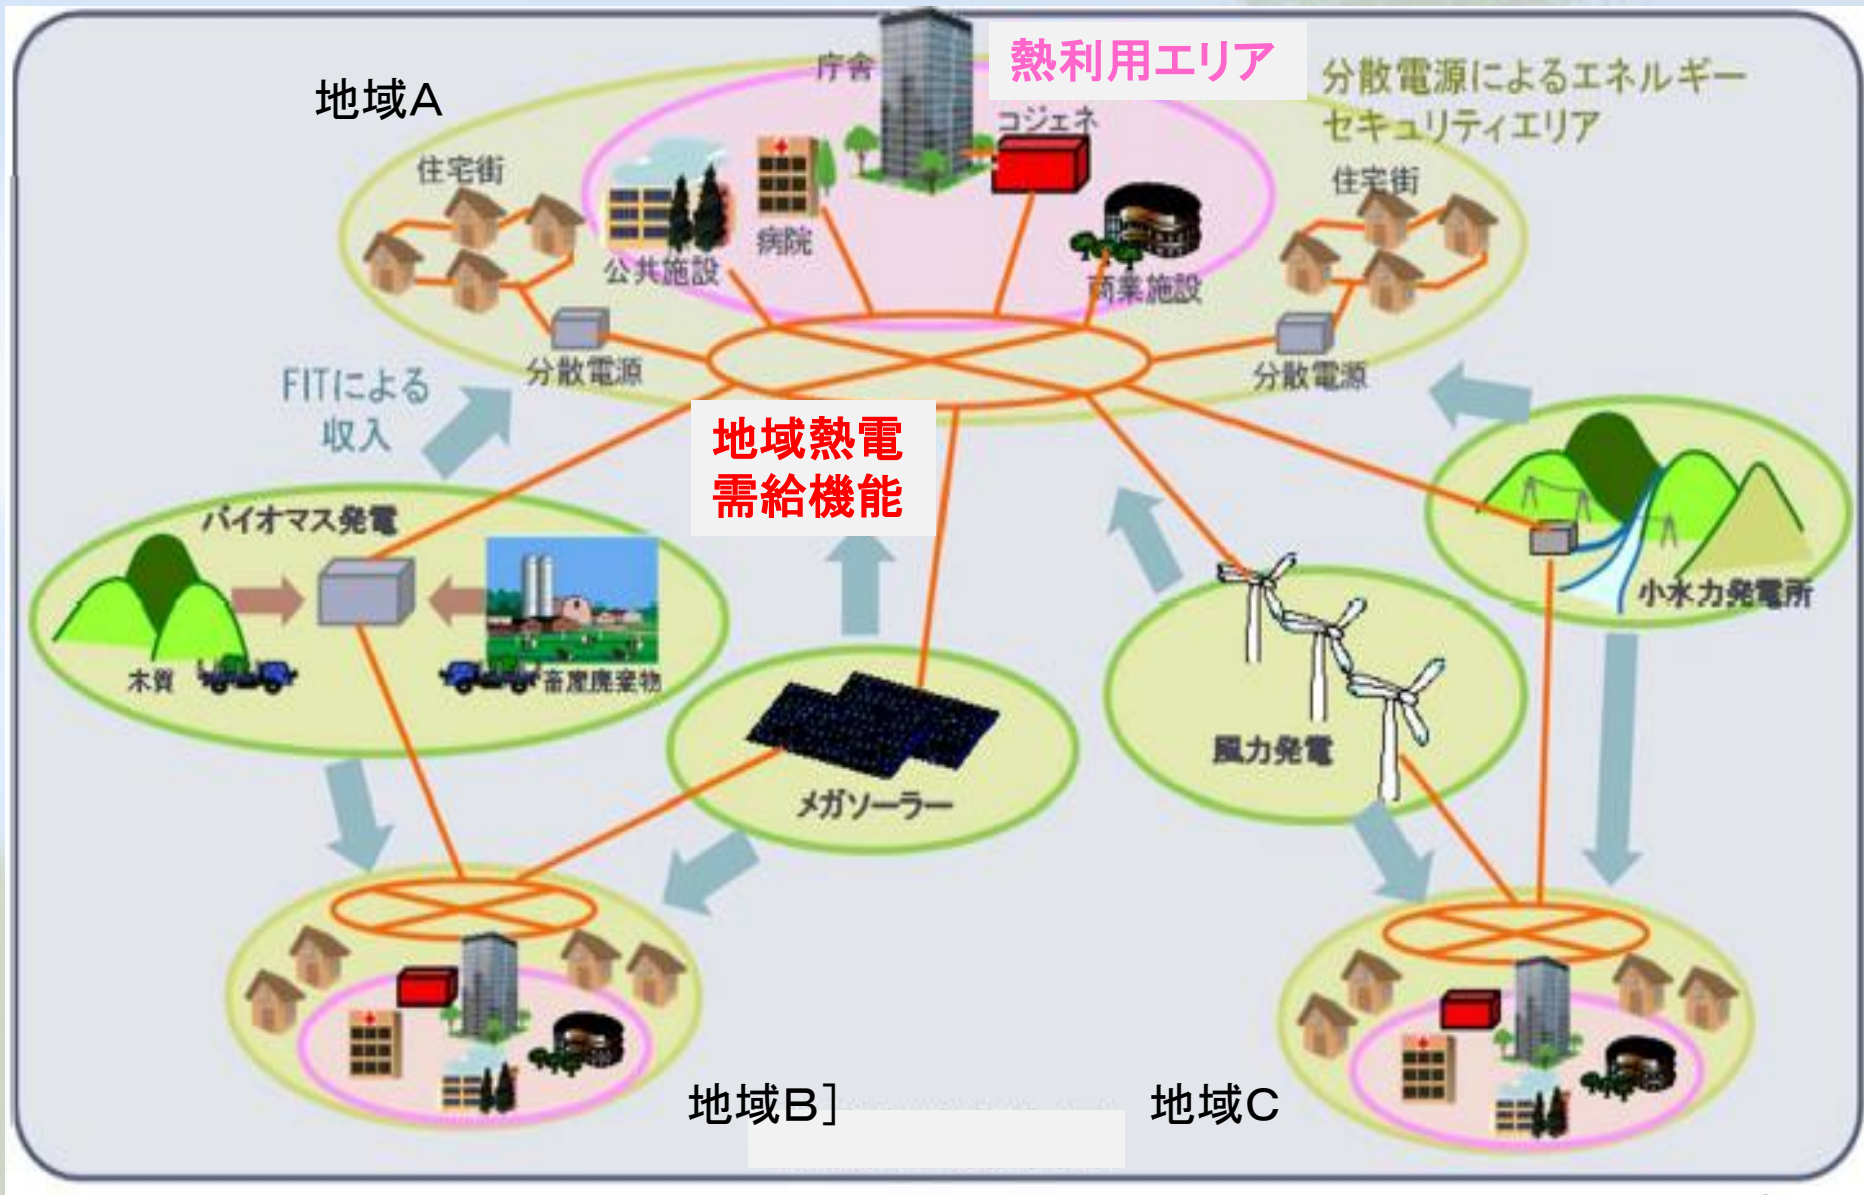 熱利用エリア
庁舎
分散電源によるエネルギー
セキュリティエリア
地域A
コジェネ
住宅街
住宅街
病院
公共施設
商業施設
分散電源
分散電源
FITによる
収入
地域熱電
需給機能
バイオマス発電
小水力発電所
木質
畜産廃棄物
風力発電
メガソーラー
地域B］
地域C